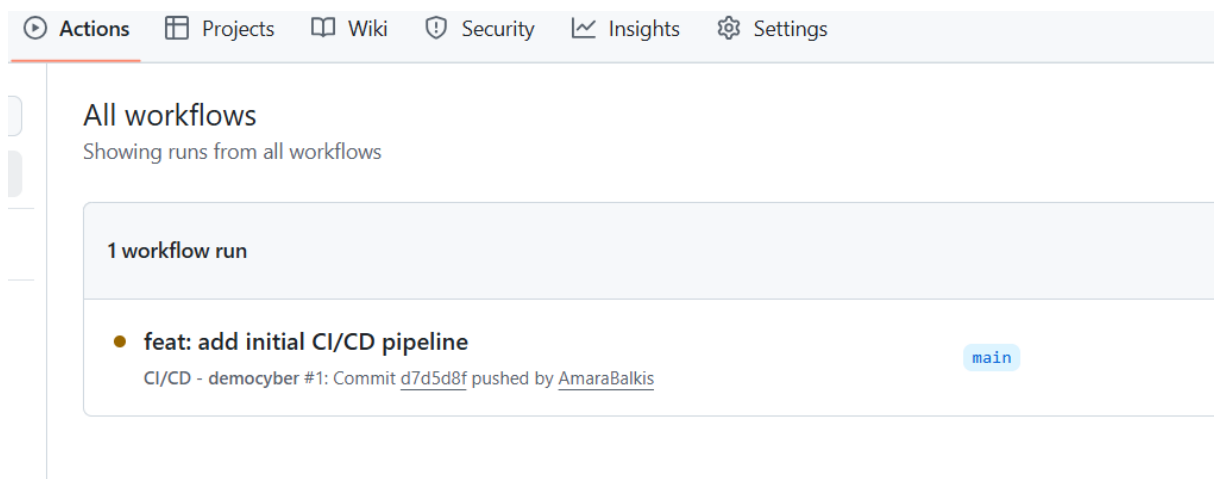 Actions Projects Wiki Security Insights Settings
All workflows
Showing runs from all workflows
1 workflow run
feat: add initial CI/CD pipeline
main
CI/CD - democyber #1: Commit d7d5d8f pushed by AmaraBalkis